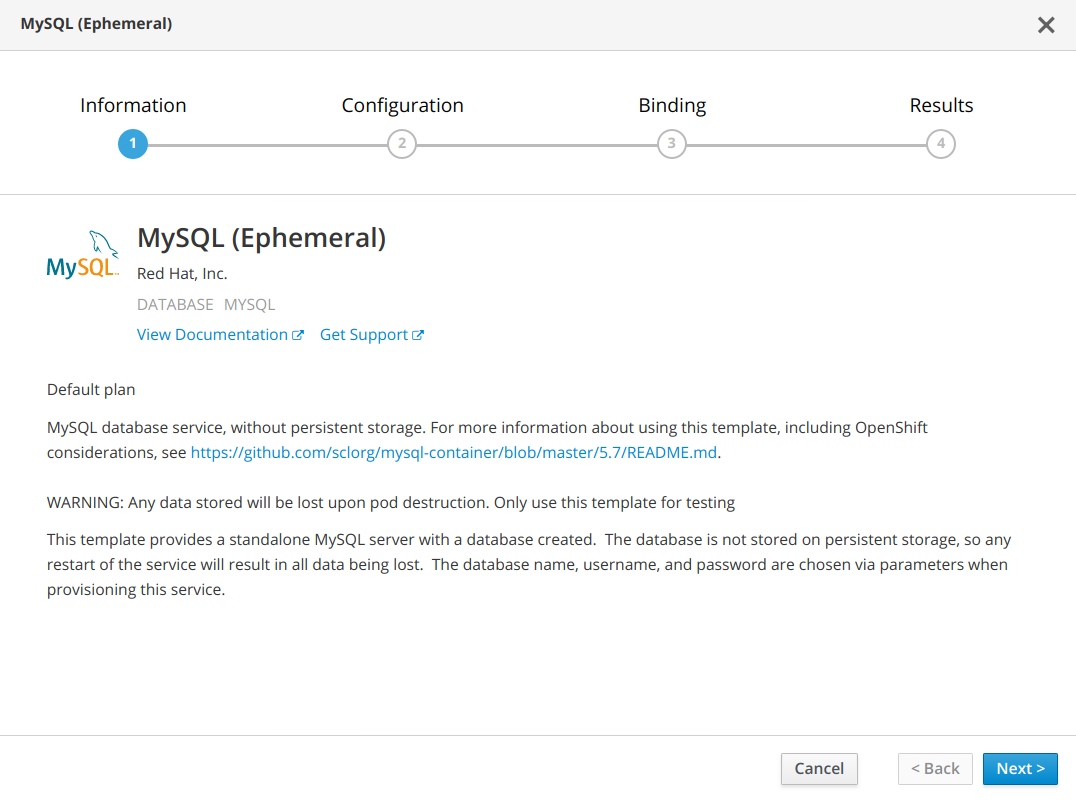 MySQL (Ephemeral)
Information Configuration Binding Results
1 2 3 4
MySQL™
MySQL (Ephemeral)
Red Hat, Inc.
DATABASE MYSQL
View Documentation Get Support
Default plan
MySQL database service, without persistent storage. For more information about using this template, including OpenShift
considerations, see https://github.com/sclorg/mysql-container/blob/master/5.7/README.md.
WARNING: Any data stored will be lost upon pod destruction. Only use this template for testing
This template provides a standalone MySQL server with a database created.  The database is not stored on persistent storage, so any
restart of the service will result in all data being lost.  The database name, username, and password are chosen via parameters when
provisioning this service.
Cancel < Back Next >